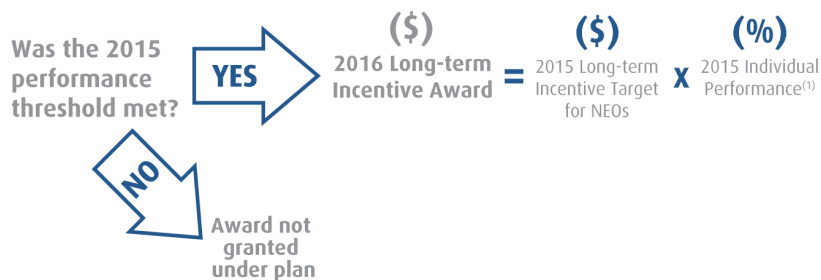 Was the 2015
performance
threshold met?
YES
($)
2016 Long-term
Incentive Award
=
($)
2015 Long-term
Incentive Target
for NEOs
x
(%)
2015 Individual
Performance(1)
NO
Award not
granted
under plan